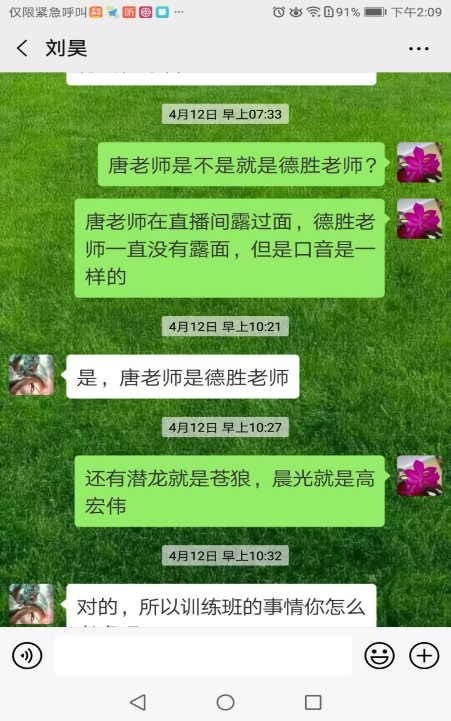 仅限紧急呼叫
91% 下午2:09
刘昊
4月12日 早上07:33
唐老师是不是就是德胜老师?
唐老师在直播间露过面，德胜老
师一直没有露面，但是口音是一
样的
4月12日 早上10:21
是，唐老师是德胜老师
4月12日 早上10:27
还有潜龙就是苍狼，晨光就是高
宏伟
4月12日 早上10:32
对的，所以训练班的事情你怎么